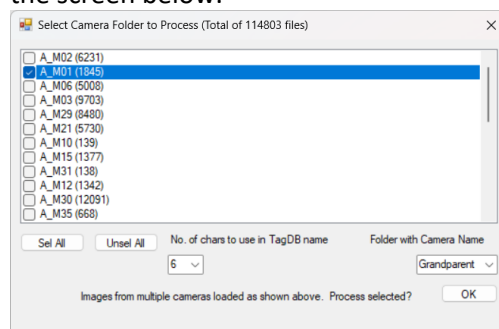 the screen below.
Select Camera Folder to Process (Total of 114803 files)
A_M02 (6231)
A_M01 (1845)
A_M06 (5008)
A_M03 (9703)
A_M29 (8480)
A_M21 (5730)
A_M10 (139)
A_M15 (1377)
A_M31 (138)
A_M12 (1342)
A_M30 (12091)
A_M35 (668)
Sel All Unsel All No. of chars to use in TagDB name Folder with Camera Name
6 Grandparent
Images from multiple cameras loaded as shown above. Process selected? OK